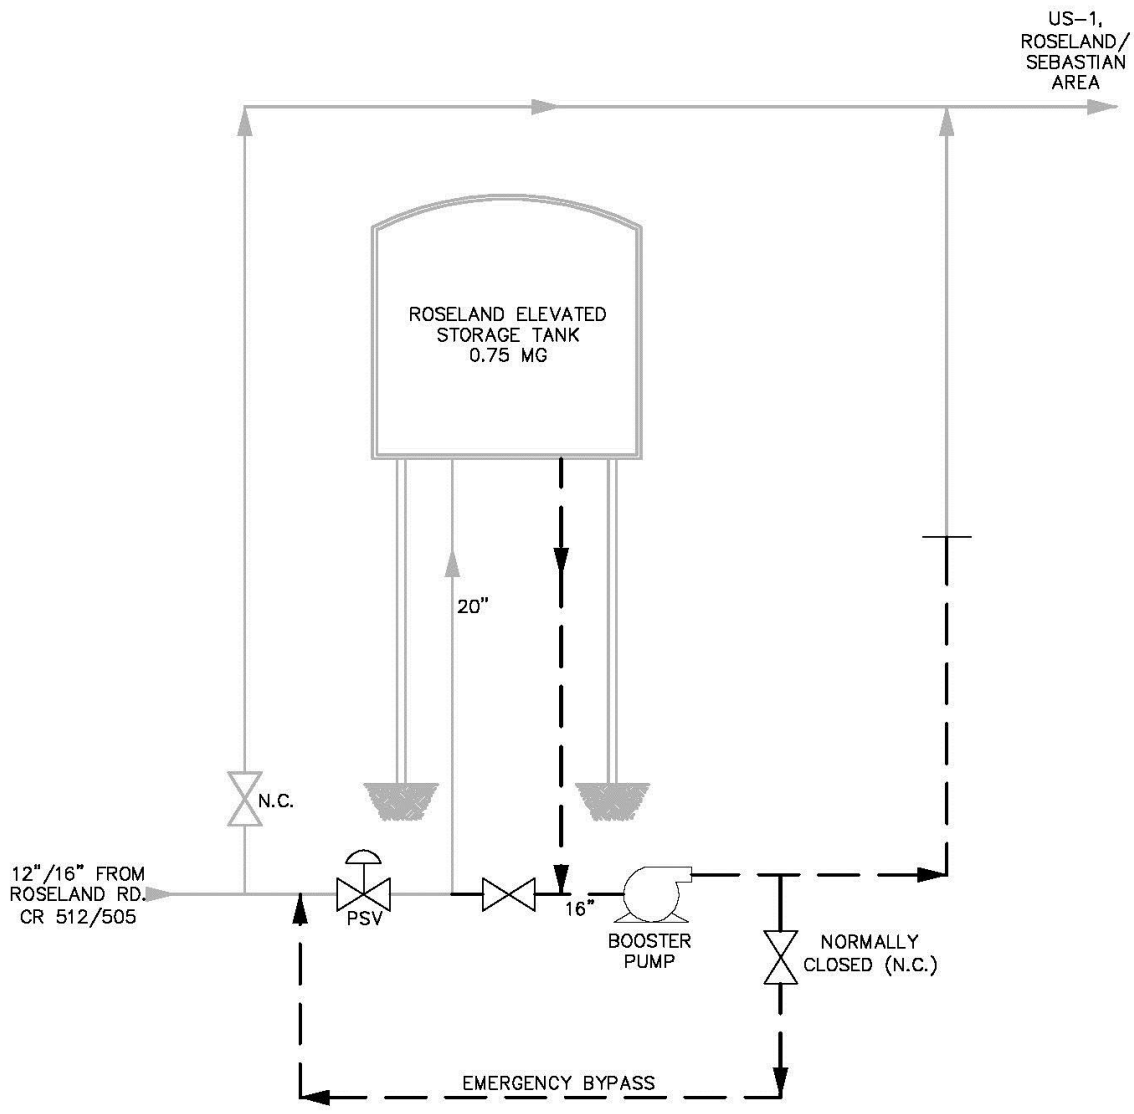 US-1,
ROSELAND/
SEBASTIAN
AREA
ROSELAND ELEVATED
STORAGE TANK
0.75 MG
20"
N.C.
12"/16" FROM
ROSELAND RD.
CR 512/505
PSV
16"
BOOSTER
PUMP
NORMALLY
CLOSED (N.C.)
EMERGENCY BYPASS